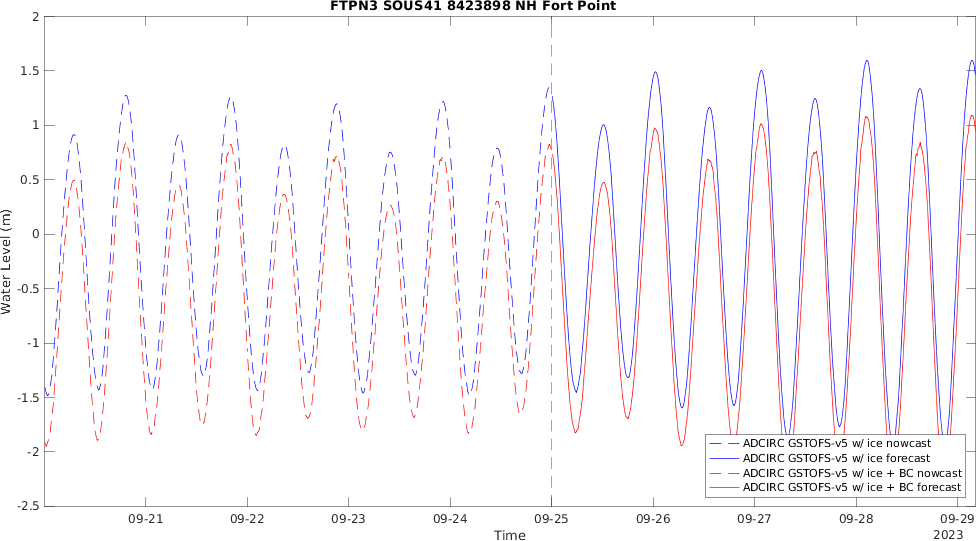 FTPN3 SOUS41 8423898 NH Fort Point
2
1.5
1
0.5
0
-0.5
-1
-1.5
-2
-2.5
Water Level (m)
ADCIRC GSTOFS-v5 w/ ice nowcast
ADCIRC GSTOFS-v5 w/ ice forecast
ADCIRC GSTOFS-v5 w/ ice + BC nowcast
ADCIRC GSTOFS-v5 w/ ice + BC forecast
09-21 09-22 09-23 09-24 09-25 09-26 09-27 09-28 09-29
Time 2023